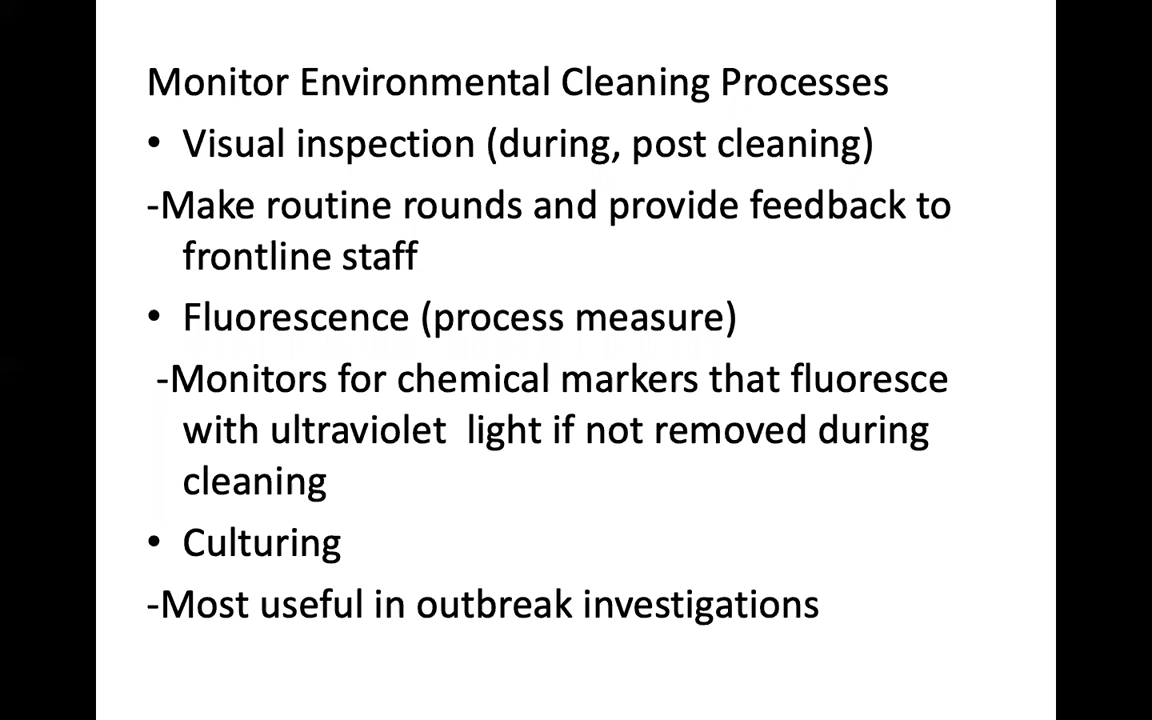 Monitor Environmental Cleaning Processes
• Visual inspection (during, post cleaning)
-Make routine rounds and provide feedback to
frontline staff
• Fluorescence (process measure)
-Monitors for chemical markers that fluoresce
with ultraviolet  light if not removed during
cleaning
• Culturing
-Most useful in outbreak investigations